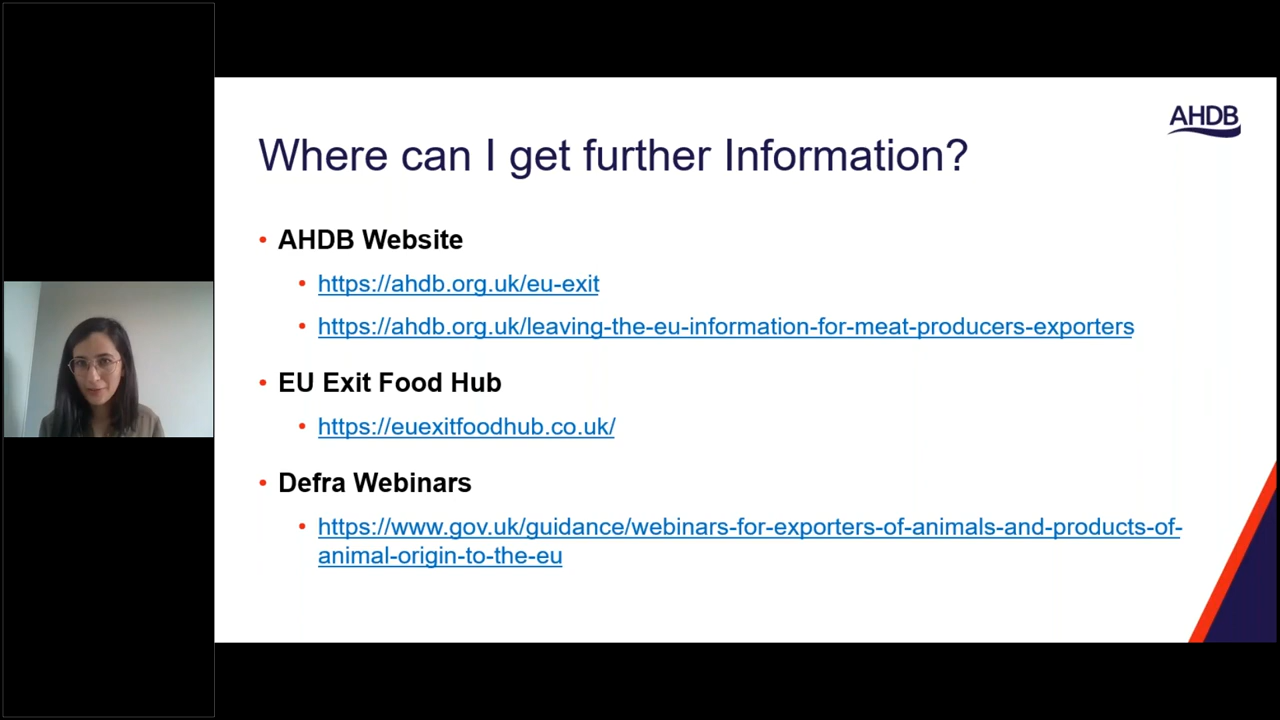 AHDB
Where can I get further Information?
• AHDB Website
• https://ahdb.org.uk/eu-exit
• https://ahdb.org.uk/leaving-the-eu-information-for-meat-producers-exporters
• EU Exit Food Hub
• https://euexitfoodhub.co.uk/
• Defra Webinars
• https://www.gov.uk/guidance/webinars-for-exporters-of-animals-and-products-of-
animal-origin-to-the-eu